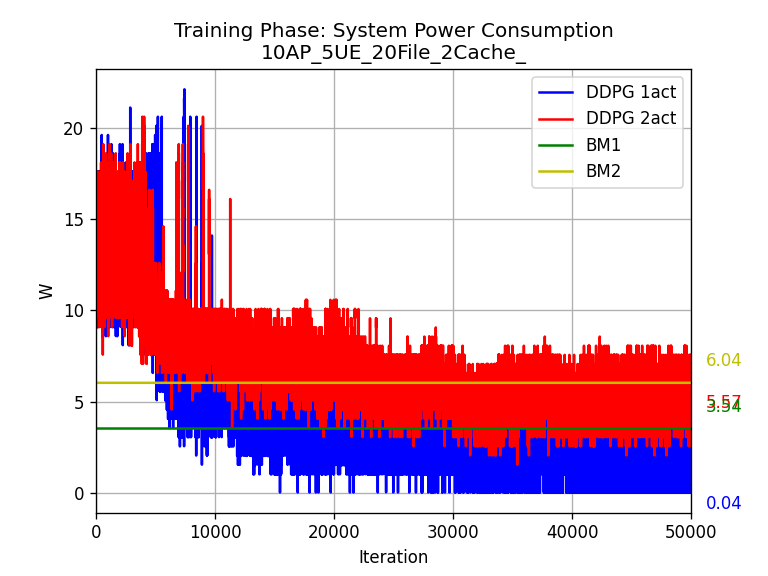 Training Phase: System Power Consumption
10AP_5UE_20File_2Cache_
DDPG 1act
DDPG 2act
BM1
BM2
W
20
15
10
5
0
6.04
5.57
3.54
0.04
0 10000 20000 30000 40000 50000
Iteration